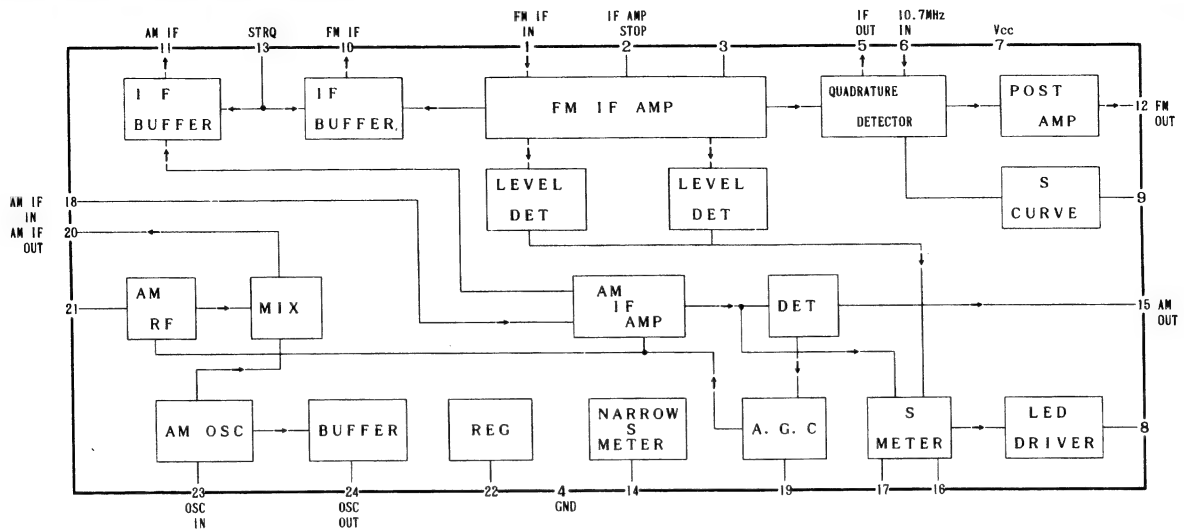 AM IF
11
STRQ
13
FM IF
10
FM IF
IN
1
IF AMP
STOP
2
3
IF
OUT
5
10.7MHz
IN
6
Vcc
7
I F
BUFFER
IF
BUFFER
FM IF AMP
QUADRATURE
DETECTOR
POST
AMP
12 FM
OUT
LEVEL
DET
LEVEL
DET
S
CURVE
9
AM IF
IN
18
AM IF
OUT
20
21
AM
RF
MIX
AM
IF
AMP
DET
15 AM
OUT
AM OSC
BUFFER
REG
NARROW
S
METER
A. G. C
S
METER
LED
DRIVER
8
23
OSC
IN
24
OSC
OUT
22
4
GND
14
19
17
16